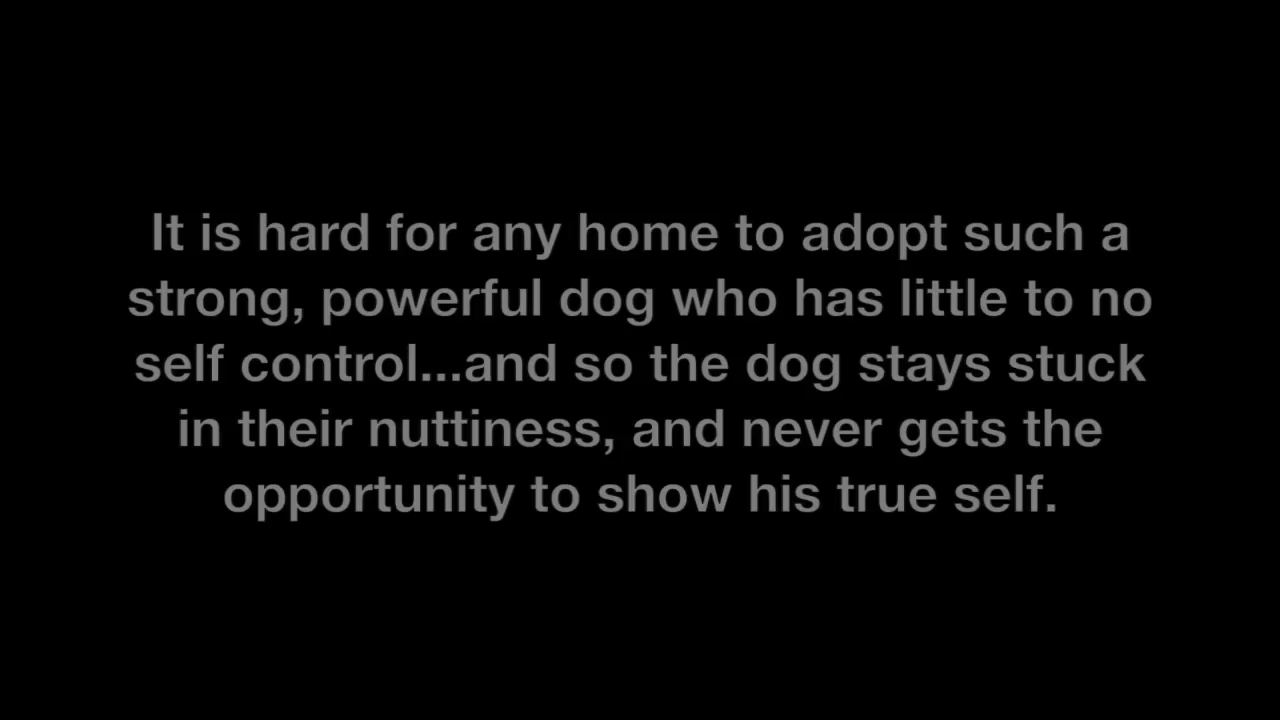 It is hard for any home to adopt such a
strong, powerful dog who has little to no
self control...and so the dog stays stuck
in their nuttiness, and never gets the
opportunity to show his true self.